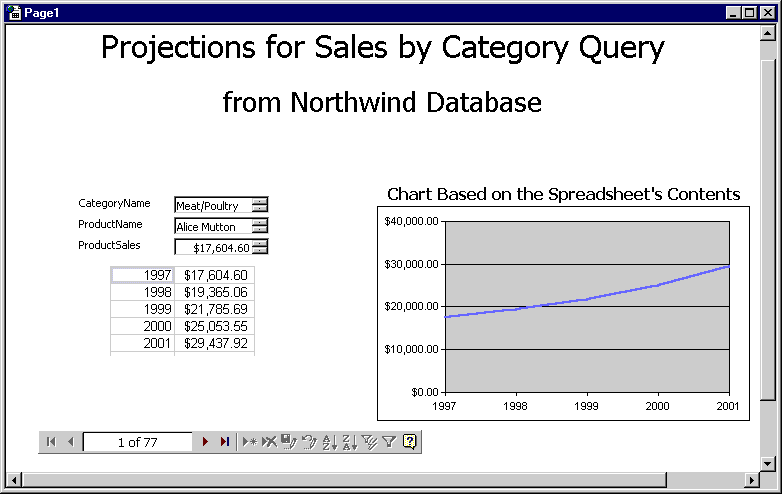 Page1
Projections for Sales by Category Query
from Northwind Database
CategoryName Meat/Poultry
ProductName Alice Mutton
ProductSales $17,604.60
1997 $17,604.60
1998 $19,365.06
1999 $21,785.69
2000 $25,053.55
2001 $29,437.92
Chart Based on the Spreadsheet's Contents
$40,000.00
$30,000.00
$20,000.00
$10,000.00
$0.00
1997 1998 1999 2000 2001
1 of 77